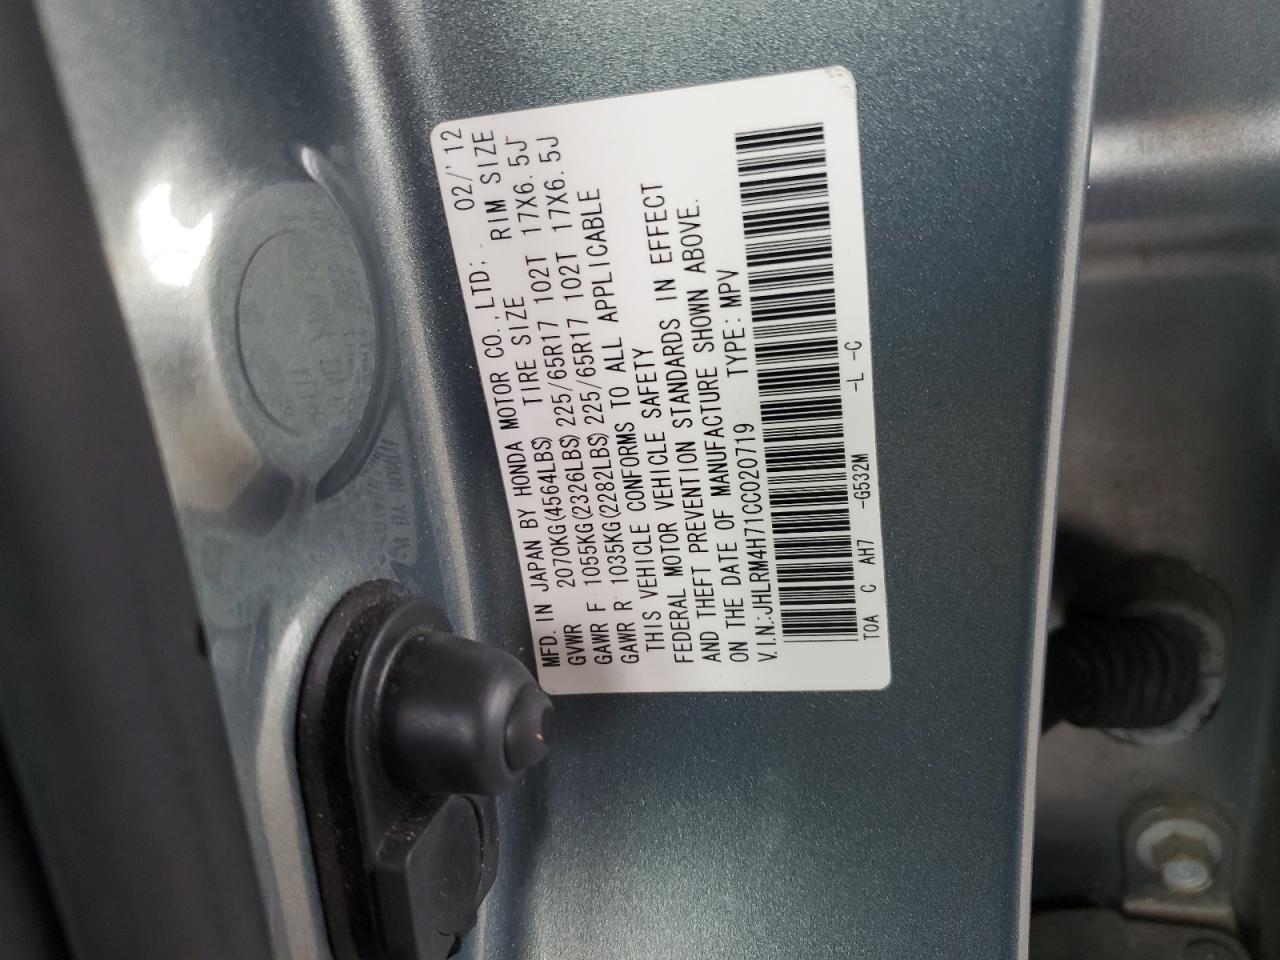 MFD. IN JAPAN BY HONDA MOTOR CO., LTD: 02/'12
GVWR 2070KG(4564LBS) TIRE SIZE RIM SIZE
GAWR F 1055KG(2326LBS) 225/65R17 102T 17X6.5J
GAWR R 1035KG(2282LBS) 225/65R17 102T 17X6.5J
THIS VEHICLE CONFORMS TO ALL APPLICABLE
FEDERAL MOTOR VEHICLE SAFETY
AND THEFT PREVENTION STANDARDS IN EFFECT
ON THE DATE OF MANUFACTURE SHOWN ABOVE.
V.I.N:JHLRM4H71CC020719 TYPE:MPV
TOA C AH7 -G532M -L -C